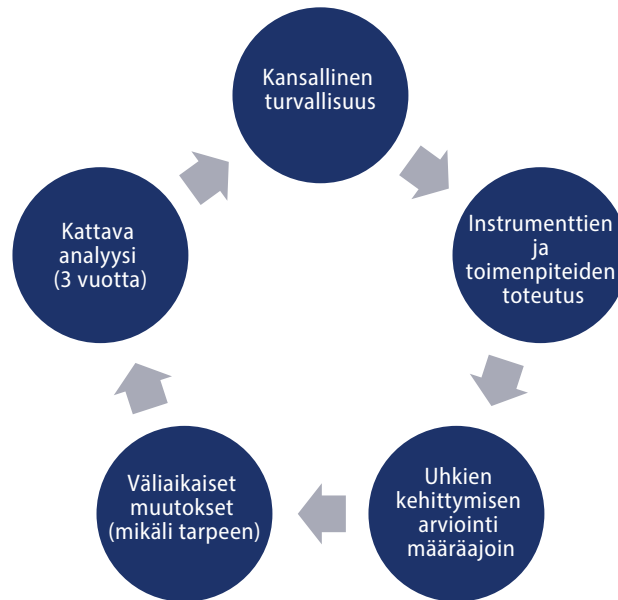 Kansallinen
turvallisuus
Instrumenttien
ja
toimenpiteiden
toteutus
Uhkien
kehittymisen
arviointi
määräajoin
Väliaikaiset
muutokset
(mikäli tarpeen)
Kattava
analyysi
(3 vuotta)